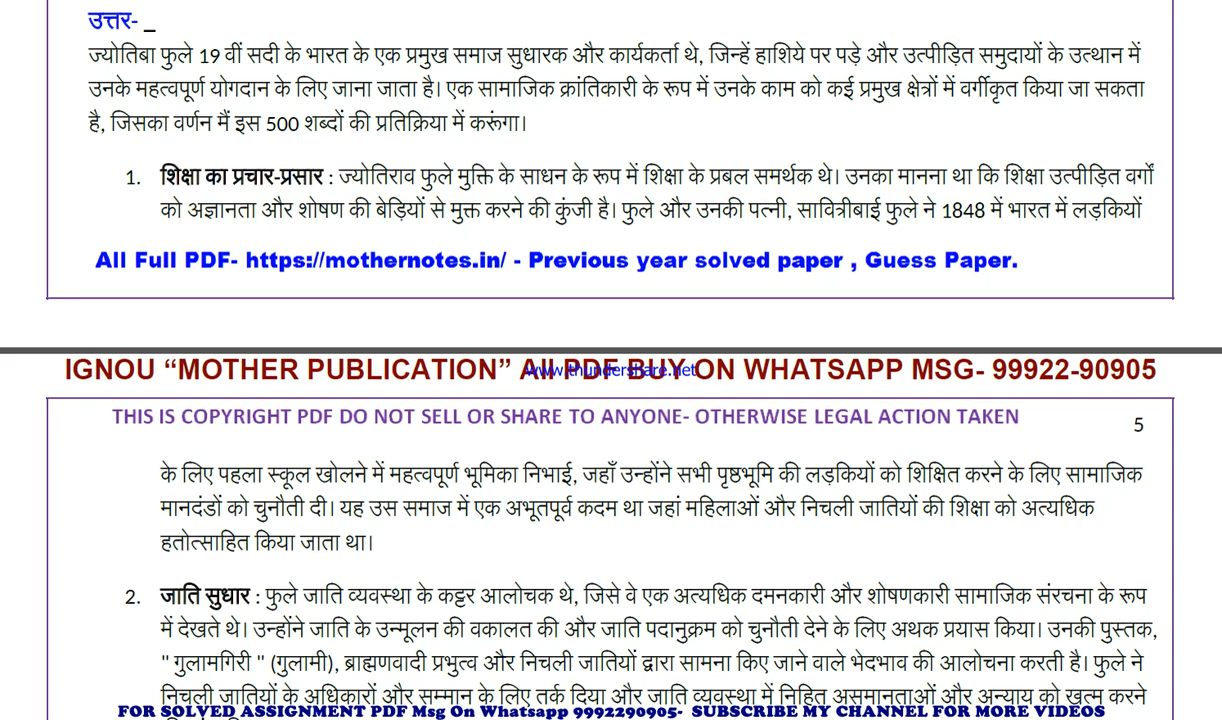 उत्तर- _
ज्योतिबा फुले 19 वीं सदी के भारत के एक प्रमुख समाज सुधारक और कार्यकर्ता थे, जिन्हें हाशिये पर पड़े और उत्पीड़ित समुदायों के उत्थान में
उनके महत्वपूर्ण योगदान के लिए जाना जाता है। एक सामाजिक क्रांतिकारी के रूप में उनके काम को कई प्रमुख क्षेत्रों में वर्गीकृत किया जा सकता
है, जिसका वर्णन मैं इस 500 शब्दों की प्रतिक्रिया में करूंगा।
1. शिक्षा का प्रचार-प्रसार : ज्योतिराव फुले मुक्ति के साधन के रूप में शिक्षा के प्रबल समर्थक थे। उनका मानना था कि शिक्षा उत्पीड़ित वर्गों
को अज्ञानता और शोषण की बेड़ियों से मुक्त करने की कुंजी है। फुले और उनकी पत्नी, सावित्रीबाई फुले ने 1848 में भारत में लड़कियों
All Full PDF- https://mothernotes.in/ - Previous year solved paper , Guess Paper.
IGNOU “MOTHER PUBLICATION” All PDF BUY ON WHATSAPP MSG- 99922-90905
www.thundershare.net
THIS IS COPYRIGHT PDF DO NOT SELL OR SHARE TO ANYONE- OTHERWISE LEGAL ACTION TAKEN
5
के लिए पहला स्कूल खोलने में महत्वपूर्ण भूमिका निभाई, जहाँ उन्होंने सभी पृष्ठभूमि की लड़कियों को शिक्षित करने के लिए सामाजिक
मानदंडों को चुनौती दी। यह उस समाज में एक अभूतपूर्व कदम था जहां महिलाओं और निचली जातियों की शिक्षा को अत्यधिक
हतोत्साहित किया जाता था।
2. जाति सुधार : फुले जाति व्यवस्था के कट्टर आलोचक थे, जिसे वे एक अत्यधिक दमनकारी और शोषणकारी सामाजिक संरचना के रूप
में देखते थे। उन्होंने जाति के उन्मूलन की वकालत की और जाति पदानुक्रम को चुनौती देने के लिए अथक प्रयास किया। उनकी पुस्तक,
" गुलामगिरी " (गुलामी), ब्राह्मणवादी प्रभुत्व और निचली जातियों द्वारा सामना किए जाने वाले भेदभाव की आलोचना करती है। फुले ने
निचली जातियों के अधिकारों और सम्मान के लिए तर्क दिया और जाति व्यवस्था में निहित असमानताओं और अन्याय को खत्म करने
FOR SOLVED ASSIGNMENT PDF Msg On Whatsapp 9992290905- SUBSCRIBE MY CHANNEL FOR MORE VIDEOS